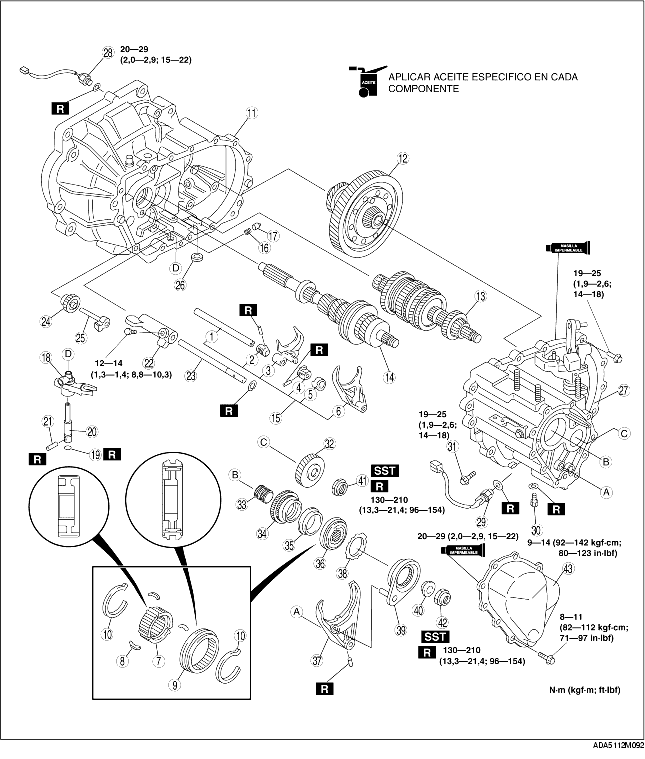 20—29
28
(2,0—2,9; 15—22)
APLICAR ACEITE ESPECIFICO EN CADA
COMPONENTE
ACEITE
R
11
12
17
16
D
26
MASILLA
IMPERMEABLE
19—25
(1,9—2,6;
14—18)
24
25
13
R
1
2
3
R
14
18
D
12—14
22
(1,3—1,4; 8,8—10,3)
23
4
5
6
15
R
27
21
20
R
19
R
19—25
(1,9—2,6;
14—18)
31
C
B
A
C
32
SST
R
41
130—210
(13,3—21,4; 96—154)
B
33
34
35
36
38
29
R
30
R
9—14 (92—142 kgf-cm;
80—123 in-lbf)
20—29 (2,0—2,9, 15—22)
MASILLA
IMPERMEABLE
43
10
8
7
9
10
A
37
R
39
40
42
SST
R
130—210
(13,3—21,4; 96—154)
8—11
(82—112 kgf-cm;
71—97 in-lbf)
N·m (kgf-m; ft-lbf)
ADA5112M092